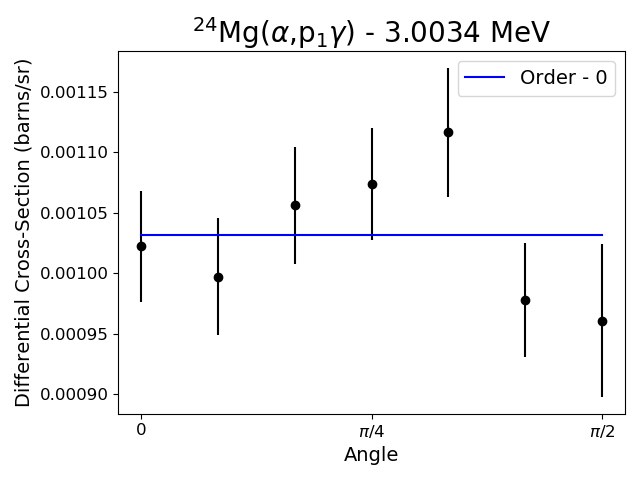 ²⁴Mg(α,p₁γ) - 3.0034 MeV
Order - 0
Differential Cross-Section (barns/sr)
0.00115
0.00110
0.00105
0.00100
0.00095
0.00090
0 π/4 π/2
Angle